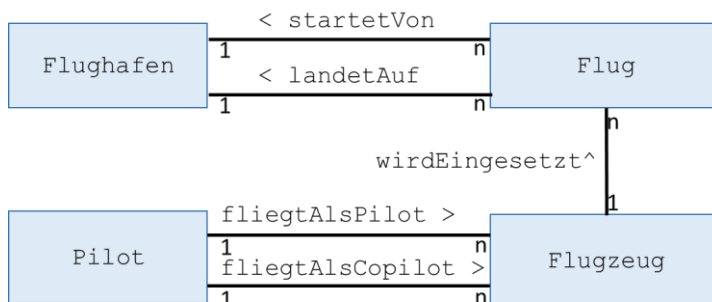 < startetVon
1 n
Flughafen Flug
< landetAuf
1 n
n
wirdEingesetzt^
1
fliegtAlsPilot >
1 n
Pilot Flugzeug
fliegtAlsCopilot >
1 n